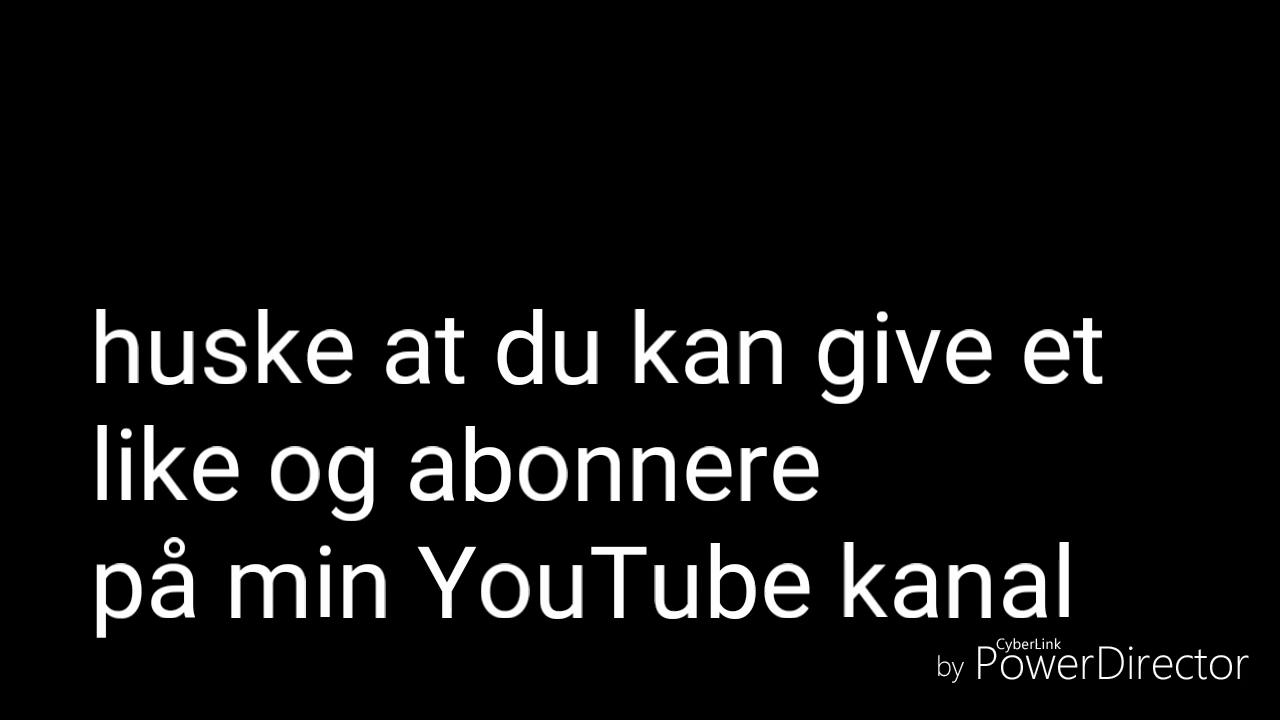 huske at du kan give et
like og abonnere
på min YouTube kanal
CyberLink
by PowerDirector